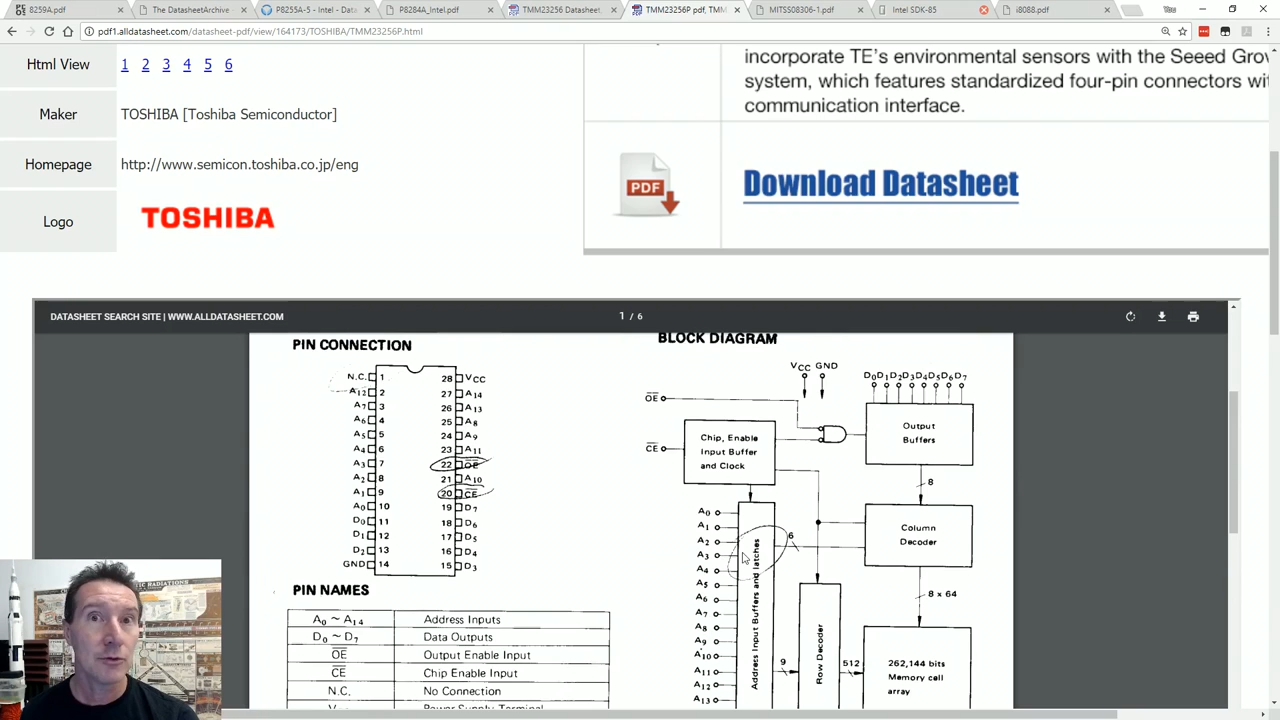 8259A.pdf
The DatasheetArchive -
P8255A-5 - Intel - Dat
P8284A_Intel.pdf
TMM23256 Datasheet,
TMM23256P pdf, TMM
MITSS08306-1.pdf
Intel SDK-85
i8088.pdf
You
pdf1.alldatasheet.com/datasheet-pdf/view/164173/TOSHIBA/TMM23256P.html
Html View
1 2 3 4 5 6
Maker
TOSHIBA [Toshiba Semiconductor]
Homepage
http://www.semicon.toshiba.co.jp/eng
Logo
TOSHIBA
incorporate TE's environmental sensors with the Seeed Gro
system, which features standardized four-pin connectors wi
communication interface.
PDF
Download Datasheet
DATASHEET SEARCH SITE | WWW.ALLDATASHEET.COM
1 / 6
PIN CONNECTION
N.C. 1 28 VCC
A12 2 27 A14
A7 3 26 A13
A6 4 25 A8
A5 5 24 A9
A4 6 23 A11
A3 7 22 OE
A2 8 21 A10
A1 9 20 CE
A0 10 19 D7
D0 11 18 D6
D1 12 17 D5
D2 13 16 D4
GND 14 15 D3
PIN NAMES
A0 ~ A14 Address Inputs
D0 ~ D7 Data Outputs
OE Output Enable Input
CE Chip Enable Input
N.C. No Connection
BLOCK DIAGRAM
VCC GND
D0 D1 D2 D3 D4 D5 D6 D7
OE
CE
Chip, Enable
Input Buffer
and Clock
Output
Buffers
8
A0
A1
A2
A3
A4
A5
A6
A7
A8
A9
A10
A11
A12
A13
Address Input Buffers and latches
6
9
Column
Decoder
8 x 64
Row Decoder
512
262,144 bits
Memory cell
array